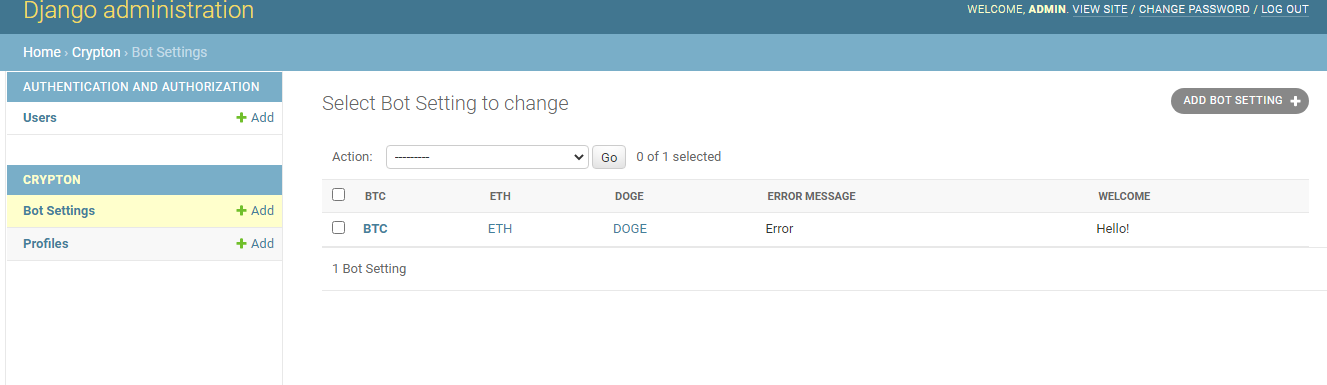 Django administration
WELCOME, ADMIN. VIEW SITE / CHANGE PASSWORD / LOG OUT
Home › Crypton › Bot Settings
AUTHENTICATION AND AUTHORIZATION
Users + Add
CRYPTON
Bot Settings + Add
Profiles + Add
Select Bot Setting to change
ADD BOT SETTING +
Action: --------- Go 0 of 1 selected
BTC ETH DOGE ERROR MESSAGE WELCOME
BTC ETH DOGE Error Hello!
1 Bot Setting